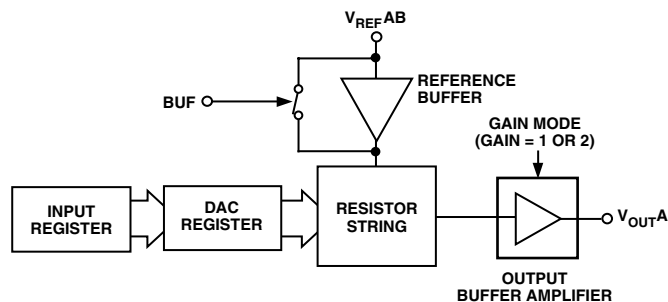 V_REF AB
REFERENCE
BUFFER
BUF
GAIN MODE
(GAIN = 1 OR 2)
INPUT
REGISTER
DAC
REGISTER
RESISTOR
STRING
V_OUT A
OUTPUT
BUFFER AMPLIFIER